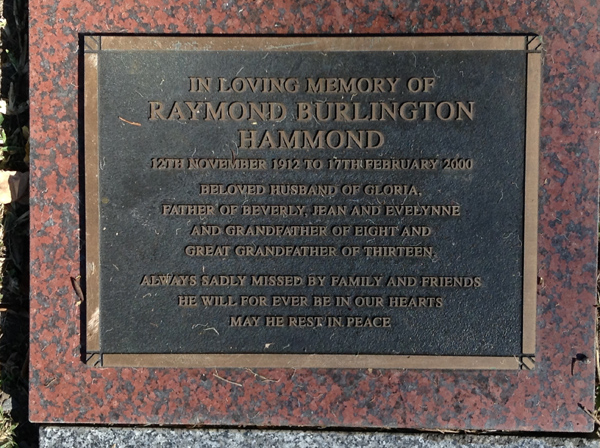 IN LOVING MEMORY OF
RAYMOND BURLINGTON
HAMMOND
12TH NOVEMBER 1912 TO 17TH FEBRUARY 2000
BELOVED HUSBAND OF GLORIA,
FATHER OF BEVERLY, JEAN AND EVELYNNE
AND GRANDFATHER OF EIGHT AND
GREAT GRANDFATHER OF THIRTEEN,
ALWAYS SADLY MISSED BY FAMILY AND FRIENDS
HE WILL FOR EVER BE IN OUR HEARTS
MAY HE REST IN PEACE